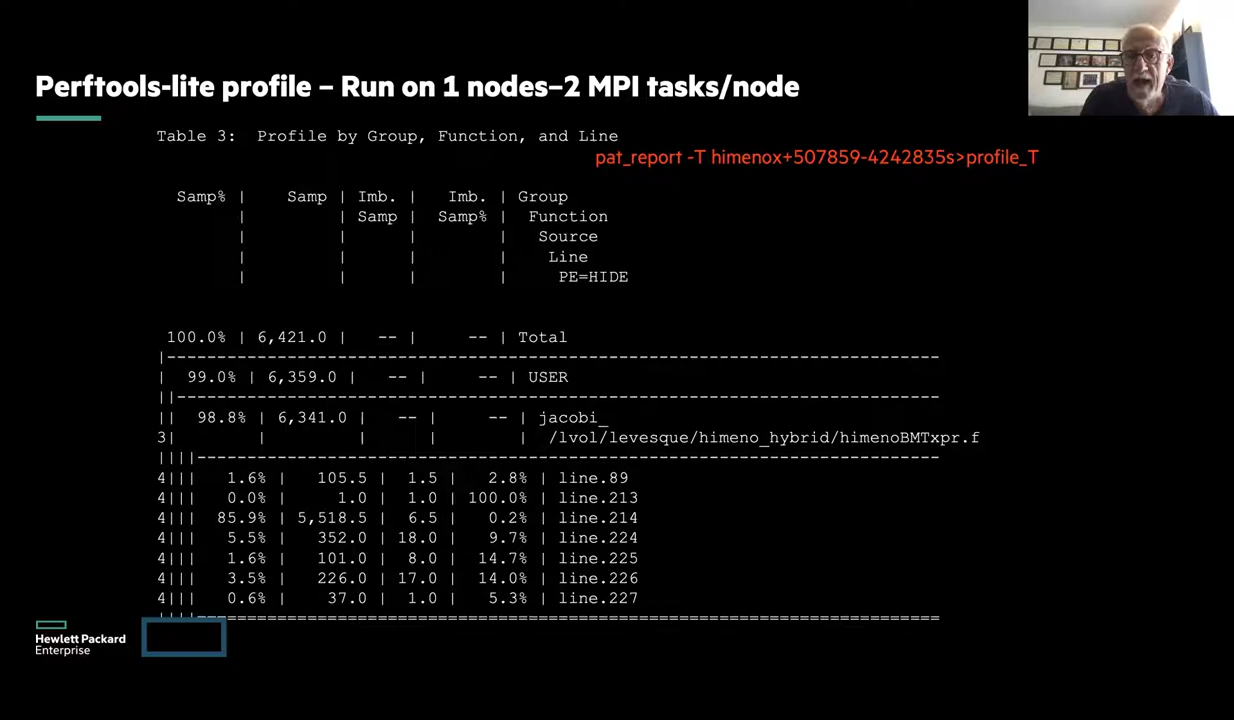 Perftools-lite profile – Run on 1 nodes–2 MPI tasks/node
Table 3:  Profile by Group, Function, and Line
pat_report -T himenox+507859-4242835s>profile_T
Samp% |    Samp | Imb. |  Imb. | Group
|         | Samp | Samp% |  Function
|         |      |       |   Source
|         |      |       |    Line
|         |      |       |     PE=HIDE
100.0% | 6,421.0 |   -- |    -- | Total
|------------------------------------------------------------------------------
|  99.0% | 6,359.0 |   -- |    -- | USER
||-----------------------------------------------------------------------------
||  98.8% | 6,341.0 |   -- |    -- | jacobi_
3|        |         |      |       |  /lvol/levesque/himeno_hybrid/himenoBMTxpr.f
||||---------------------------------------------------------------------------
4|||   1.6% |   105.5 |  1.5 |   2.8% | line.89
4|||   0.0% |     1.0 |  1.0 | 100.0% | line.213
4|||  85.9% | 5,518.5 |  6.5 |   0.2% | line.214
4|||   5.5% |   352.0 | 18.0 |   9.7% | line.224
4|||   1.6% |   101.0 |  8.0 |  14.7% | line.225
4|||   3.5% |   226.0 | 17.0 |  14.0% | line.226
4|||   0.6% |    37.0 |  1.0 |   5.3% | line.227
||||===========================================================================
Hewlett Packard
Enterprise